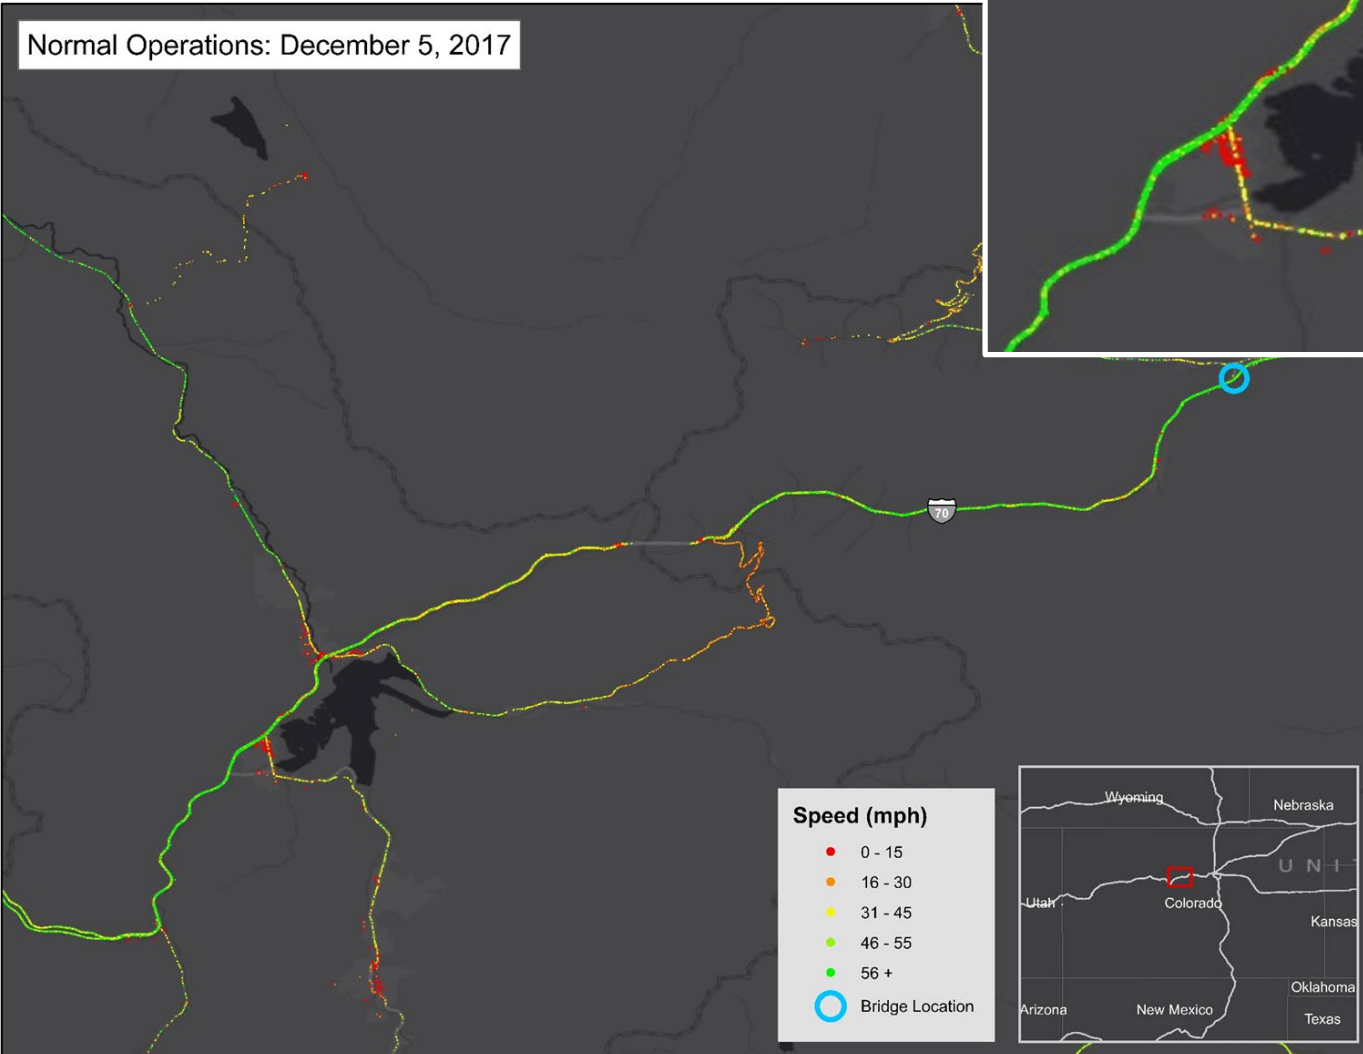 Normal Operations: December 5, 2017
70
Speed (mph)
0 - 15
16 - 30
31 - 45
46 - 55
56 +
Bridge Location
Wyoming
Nebraska
UNI
Utah
Colorado
Kansas
Oklahoma
Arizona
New Mexico
Texas